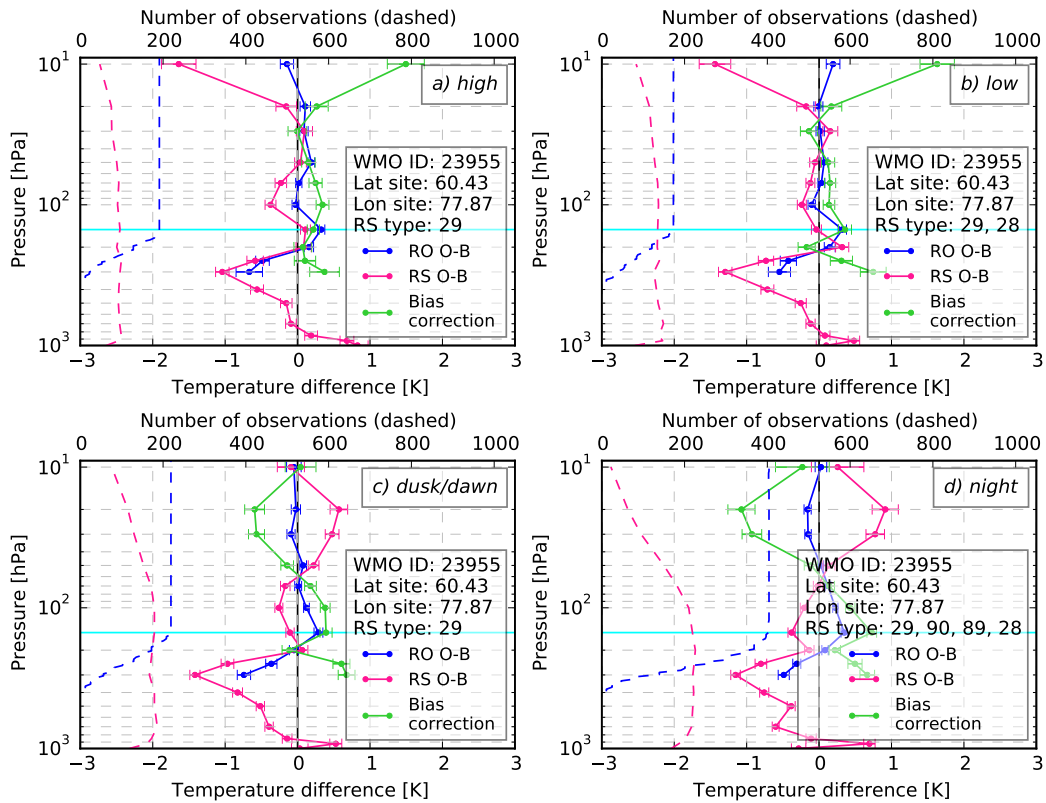 Number of observations (dashed)
0 200 400 600 800 1000
a) high
Pressure [hPa]
10¹
10²
10³
WMO ID: 23955
Lat site: 60.43
Lon site: 77.87
RS type: 29
RO O-B
RS O-B
Bias
correction
−3 −2 −1 0 1 2 3
Temperature difference [K]
Number of observations (dashed)
0 200 400 600 800 1000
b) low
Pressure [hPa]
10¹
10²
10³
WMO ID: 23955
Lat site: 60.43
Lon site: 77.87
RS type: 29, 28
RO O-B
RS O-B
Bias
correction
−3 −2 −1 0 1 2 3
Temperature difference [K]
Number of observations (dashed)
0 200 400 600 800 1000
c) dusk/dawn
Pressure [hPa]
10¹
10²
10³
WMO ID: 23955
Lat site: 60.43
Lon site: 77.87
RS type: 29
RO O-B
RS O-B
Bias
correction
−3 −2 −1 0 1 2 3
Temperature difference [K]
Number of observations (dashed)
0 200 400 600 800 1000
d) night
Pressure [hPa]
10¹
10²
10³
WMO ID: 23955
Lat site: 60.43
Lon site: 77.87
RS type: 29, 90, 89, 28
RO O-B
RS O-B
Bias
correction
−3 −2 −1 0 1 2 3
Temperature difference [K]